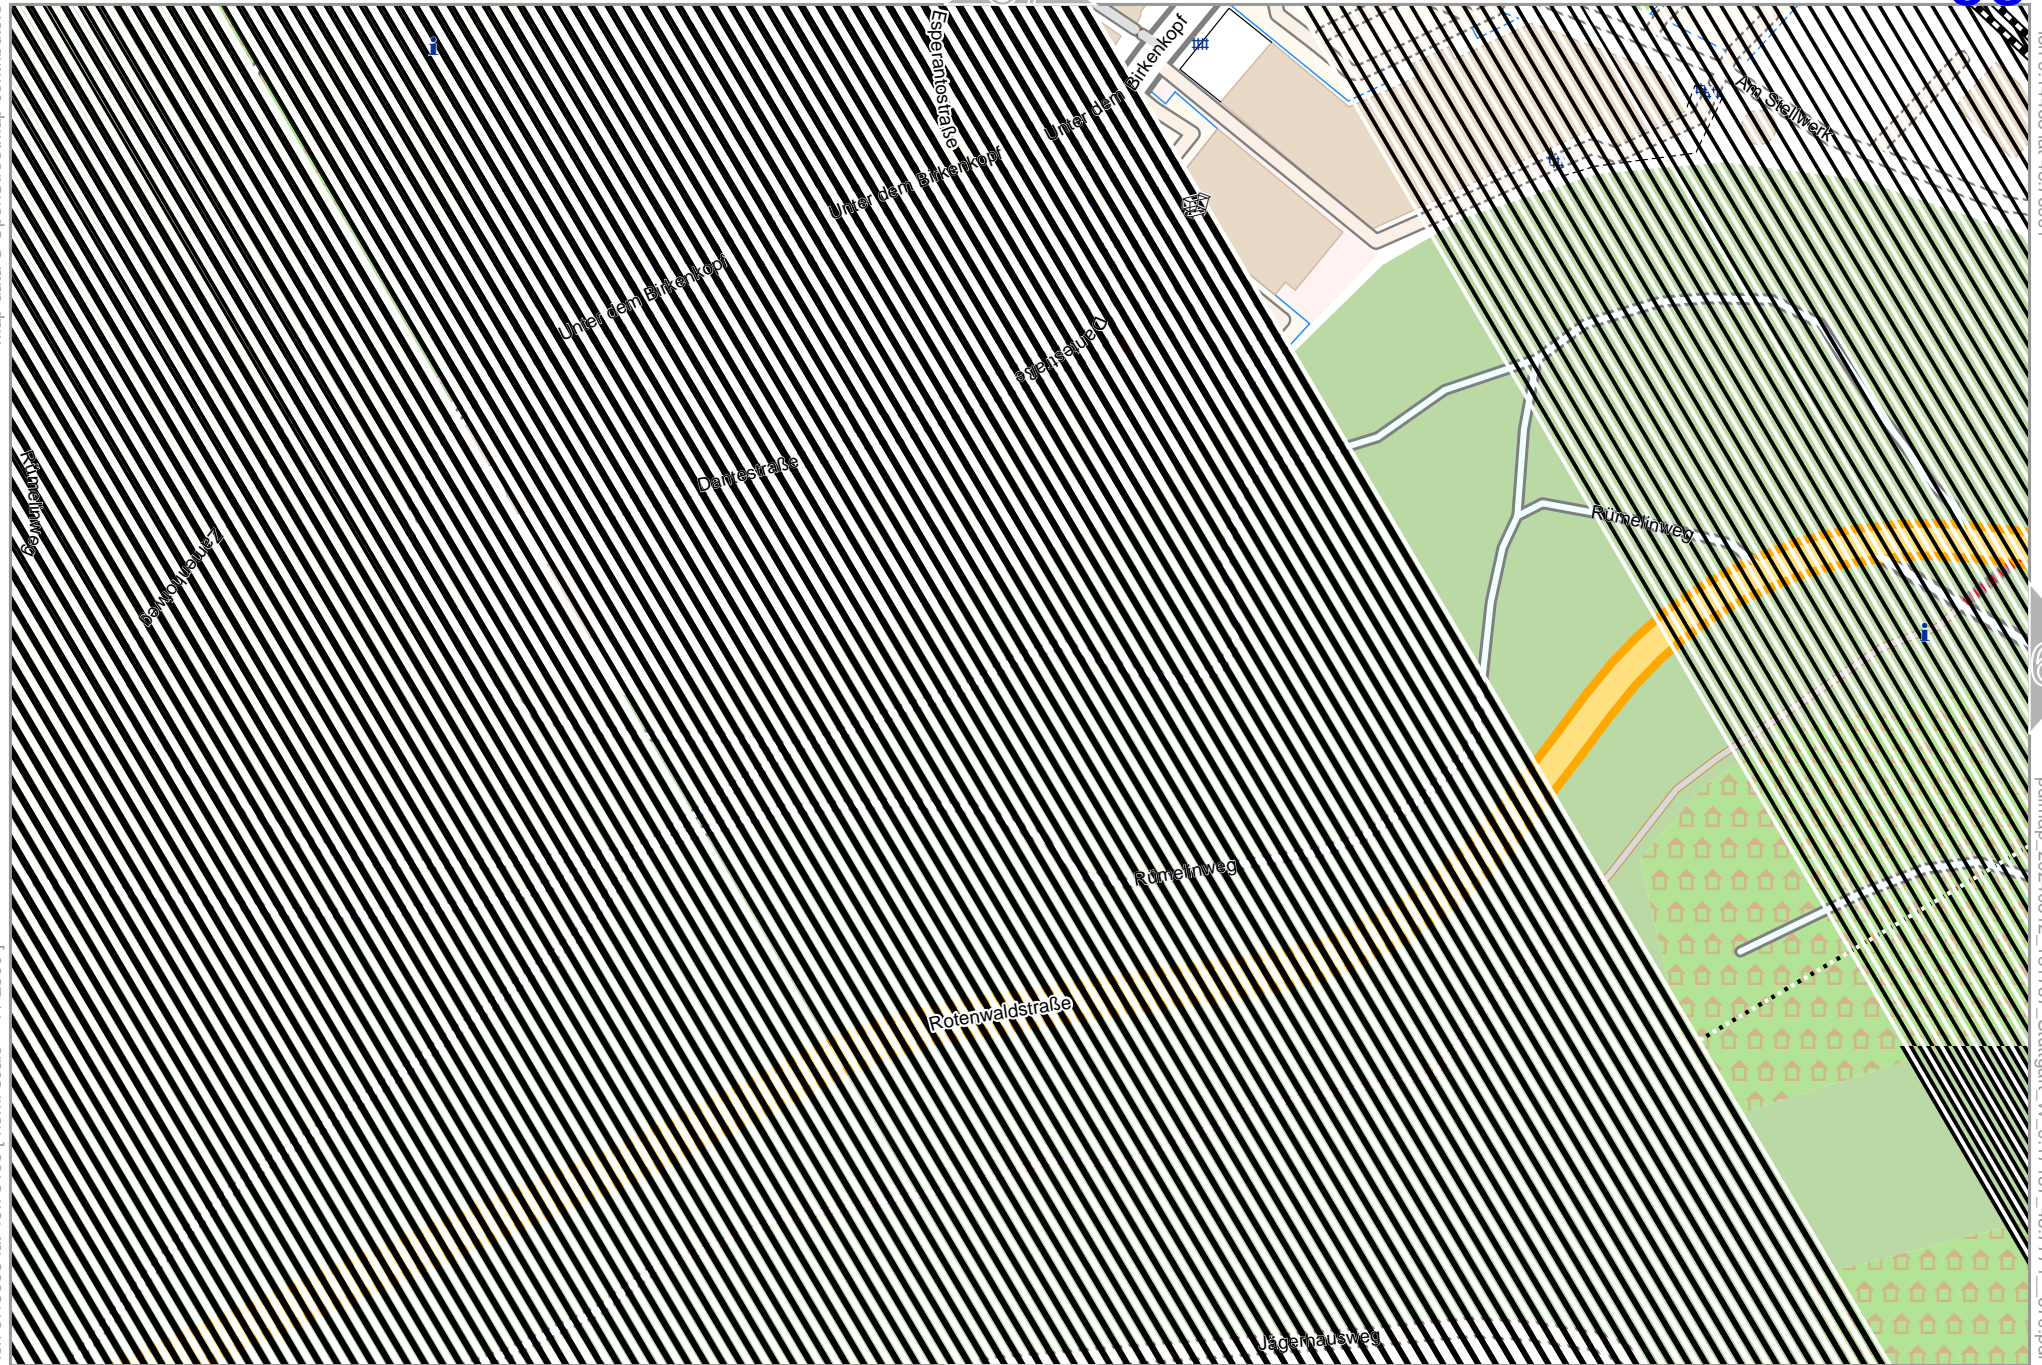 Esperantostraße
Unter dem Birkenkopf
Am Stellwerk
Unter dem Birkenkopf
Unter dem Birkenkopf
Dantestraße
Dantestraße
Rümelinweg
Rümelinweg
Zamenhofweg
Rümelinweg
Rotenwaldstraße
Jägerhausweg